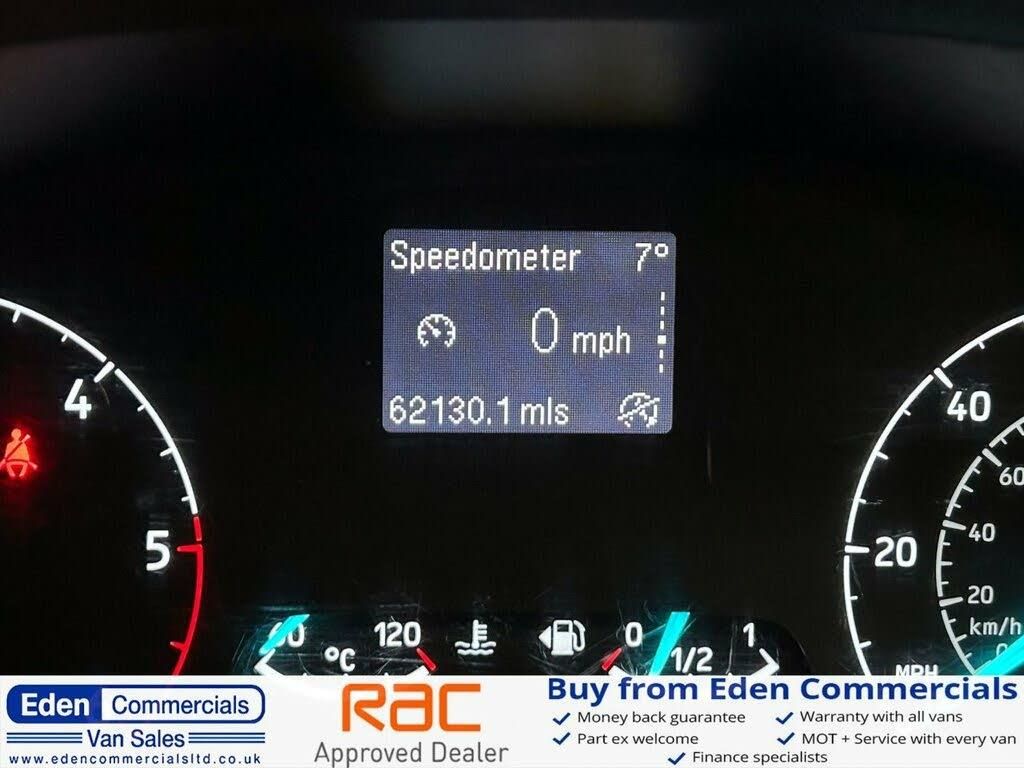 Speedometer 7°
0 mph
62130.1 mls
4
5
40
20
60
40
20
km/h
0
MPH
60
120
°C
0
1/2
1
Eden Commercials
Van Sales
www.edencommercialsltd.co.uk
RAC
Approved Dealer
Buy from Eden Commercials
Money back guarantee
Warranty with all vans
Part ex welcome
MOT + Service with every van
Finance specialists